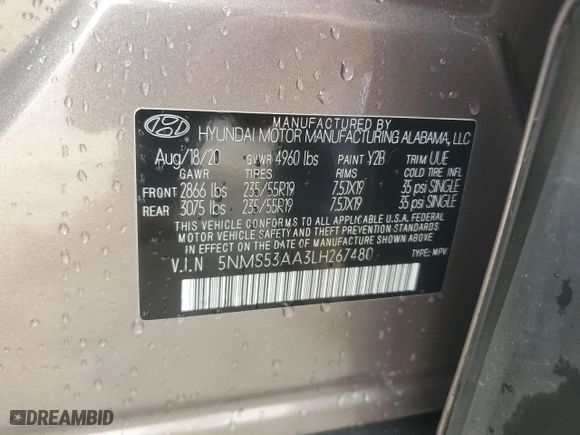 MANUFACTURED BY
HYUNDAI MOTOR MANUFACTURING ALABAMA, LLC
Aug/18/20 GVWR 4960 lbs PAINT Y2B TRIM UUE
GAWR TIRES RIMS COLD TIRE INFL
FRONT 2866 lbs 235/55R19 7.5JX19 35 psi SINGLE
REAR 3075 lbs 235/55R19 7.5JX19 35 psi SINGLE
THIS VEHICLE CONFORMS TO ALL APPLICABLE U.S.A. FEDERAL
MOTOR VEHICLE SAFETY AND THEFT PREVENTION STANDARDS
IN EFFECT ON THE DATE OF MANUFACTURE SHOWN ABOVE.
V.I.N 5NMS53AA3LH267480 TYPE: MPV
DREAMBID